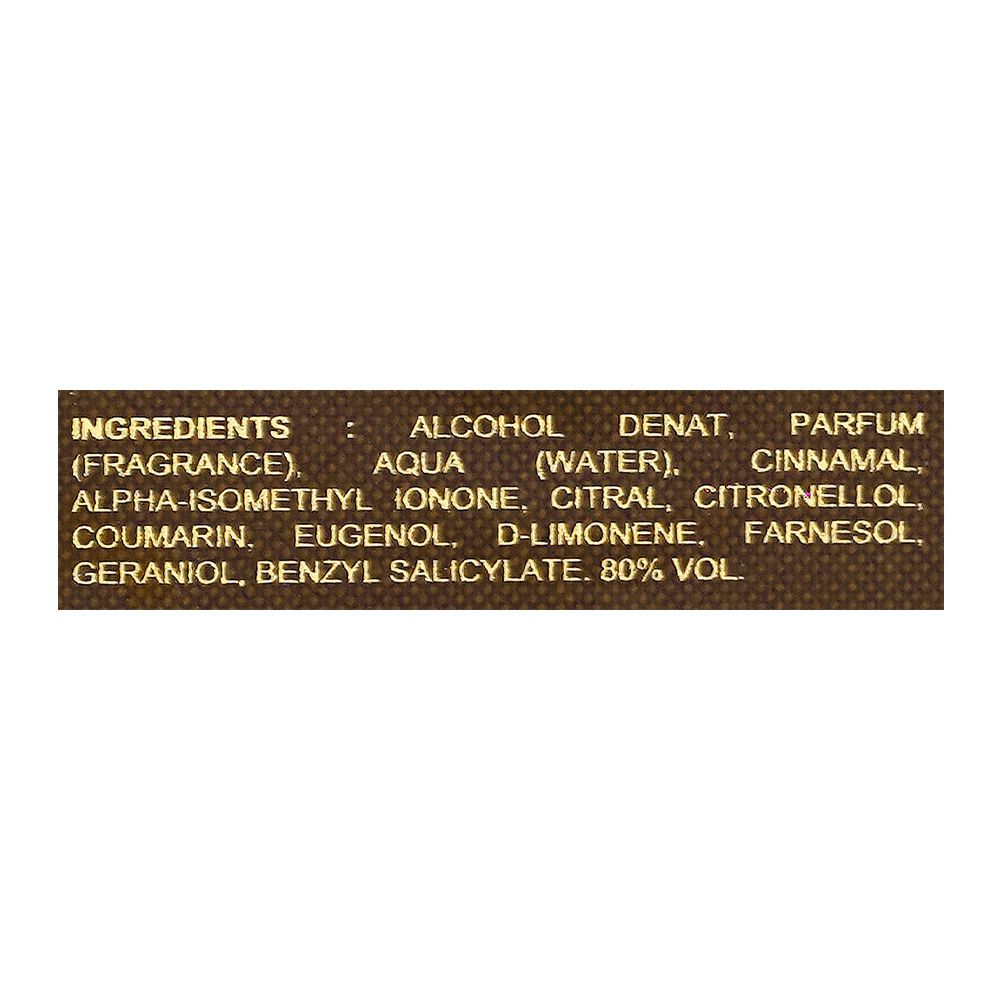 INGREDIENTS : ALCOHOL DENAT, PARFUM
(FRAGRANCE), AQUA (WATER), CINNAMAL,
ALPHA-ISOMETHYL IONONE, CITRAL, CITRONELLOL,
COUMARIN, EUGENOL, D-LIMONENE, FARNESOL,
GERANIOL, BENZYL SALICYLATE. 80% VOL.